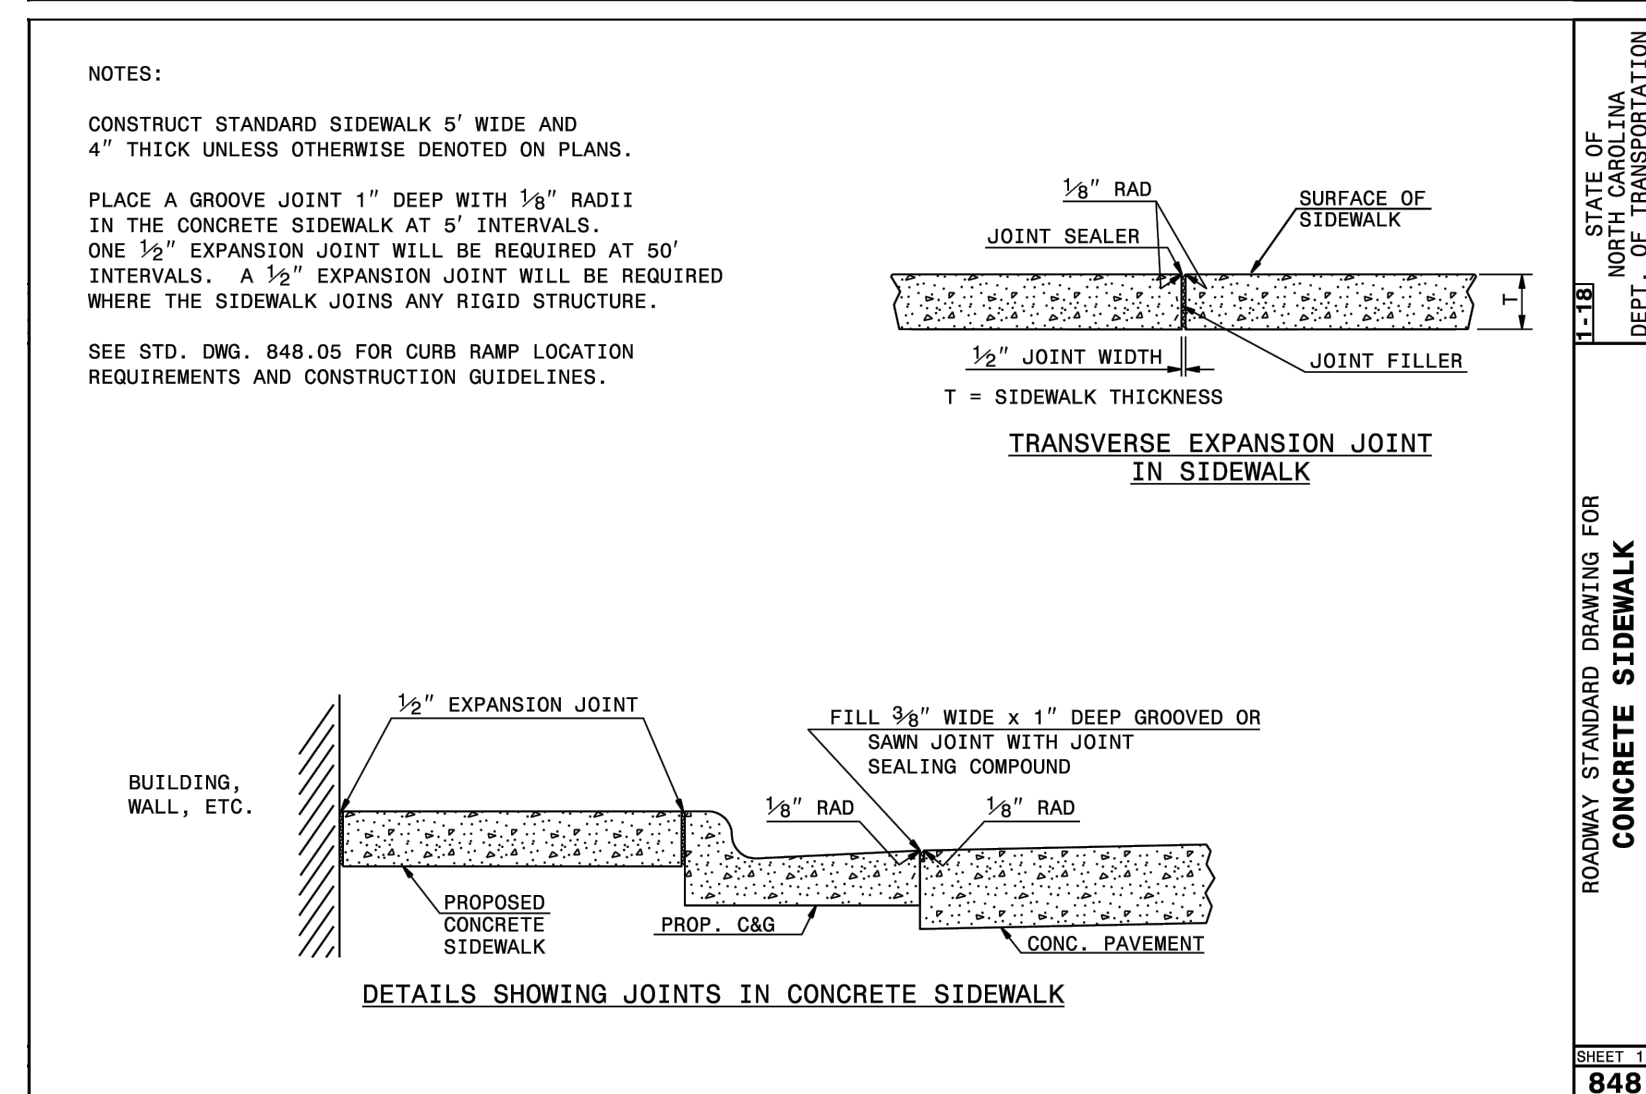 NOTES:
CONSTRUCT STANDARD SIDEWALK 5' WIDE AND
4" THICK UNLESS OTHERWISE DENOTED ON PLANS.
PLACE A GROOVE JOINT 1" DEEP WITH 1/8" RADII
IN THE CONCRETE SIDEWALK AT 5' INTERVALS.
ONE 1/2" EXPANSION JOINT WILL BE REQUIRED AT 50'
INTERVALS. A 1/2" EXPANSION JOINT WILL BE REQUIRED
WHERE THE SIDEWALK JOINS ANY RIGID STRUCTURE.
SEE STD. DWG. 848.05 FOR CURB RAMP LOCATION
REQUIREMENTS AND CONSTRUCTION GUIDELINES.
1/8" RAD
JOINT SEALER
SURFACE OF
SIDEWALK
T
1/2" JOINT WIDTH
JOINT FILLER
T = SIDEWALK THICKNESS
TRANSVERSE EXPANSION JOINT
IN SIDEWALK
1/2" EXPANSION JOINT
FILL 3/8" WIDE x 1" DEEP GROOVED OR
SAWN JOINT WITH JOINT
SEALING COMPOUND
BUILDING,
WALL, ETC.
1/8" RAD
1/8" RAD
PROPOSED
CONCRETE
SIDEWALK
PROP. C&G
CONC. PAVEMENT
DETAILS SHOWING JOINTS IN CONCRETE SIDEWALK
1-18
STATE OF
NORTH CAROLINA
DEPT. OF TRANSPORTATION
ROADWAY STANDARD DRAWING FOR
CONCRETE SIDEWALK
SHEET 1
848